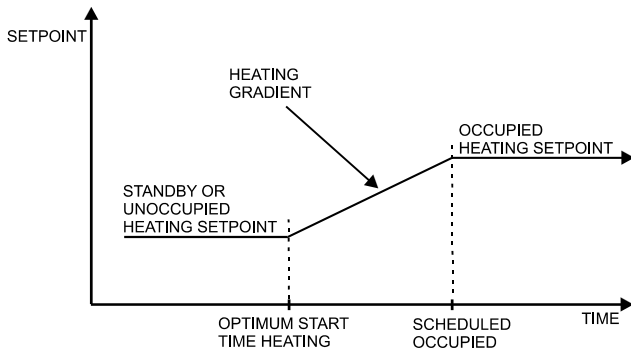 SETPOINT
HEATING
GRADIENT
OCCUPIED
HEATING SETPOINT
STANDBY OR
UNOCCUPIED
HEATING SETPOINT
OPTIMUM START
TIME HEATING
SCHEDULED
OCCUPIED
TIME